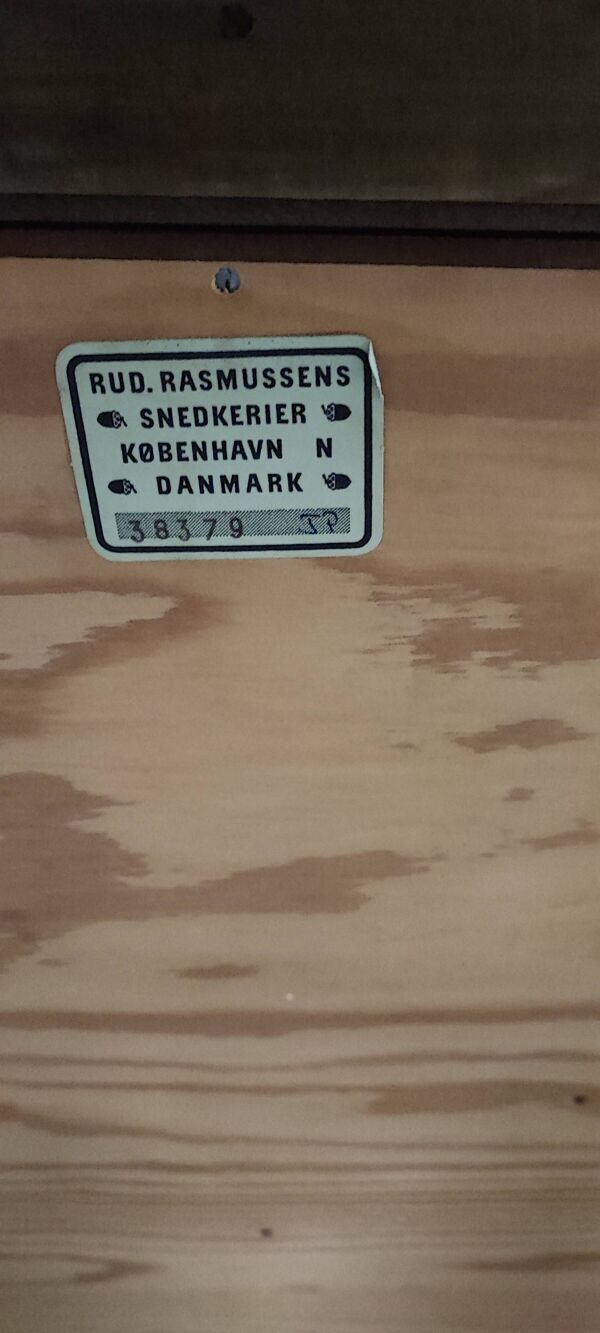 RUD. RASMUSSENS
SNEDKERIER
KØBENHAVN N
DANMARK
38379